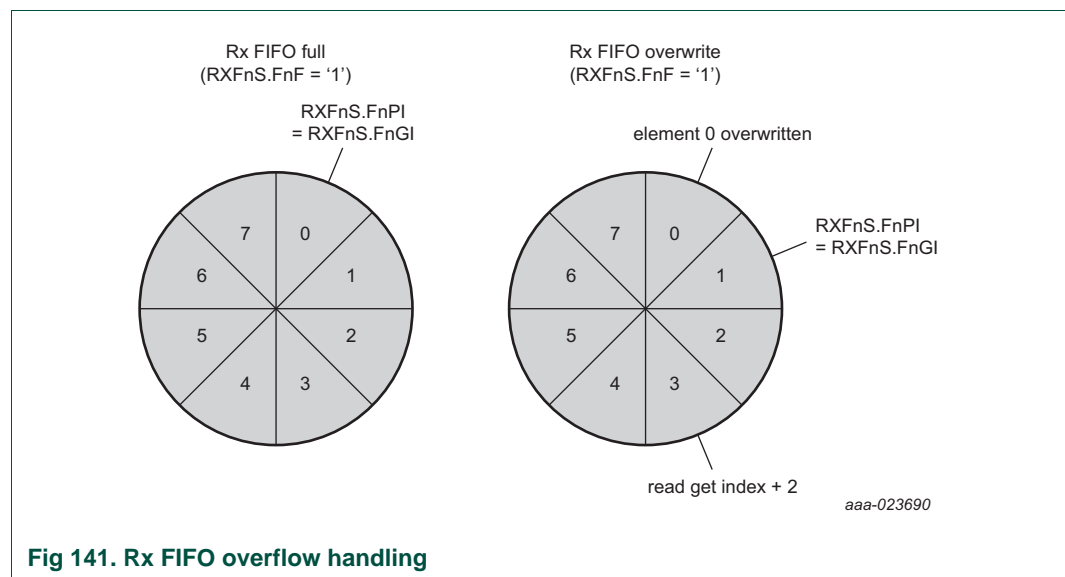 Rx FIFO full
(RXFnS.FnF = ‘1’)
RXFnS.FnPI
= RXFnS.FnGI
7
0
6
1
5
2
4
3
Rx FIFO overwrite
(RXFnS.FnF = ‘1’)
element 0 overwritten
RXFnS.FnPI
= RXFnS.FnGI
7
0
6
1
5
2
4
3
read get index + 2
aaa-023690
Fig 141. Rx FIFO overflow handling